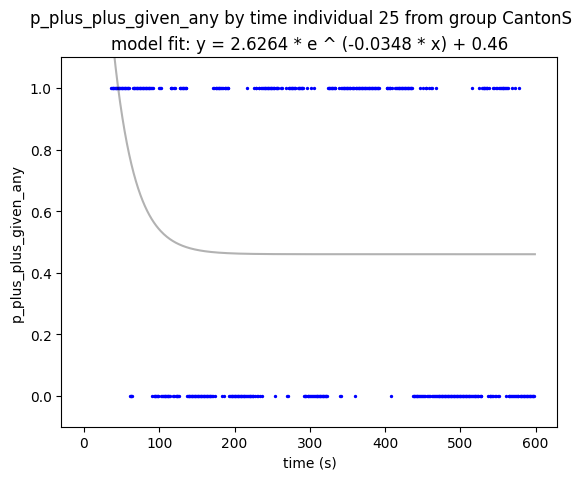 p_plus_plus_given_any by time individual 25 from group CantonS
model fit: y = 2.6264 * e ^ (-0.0348 * x) + 0.46
1.0
0.8
0.6
0.4
0.2
0.0
p_plus_plus_given_any
0 100 200 300 400 500 600
time (s)